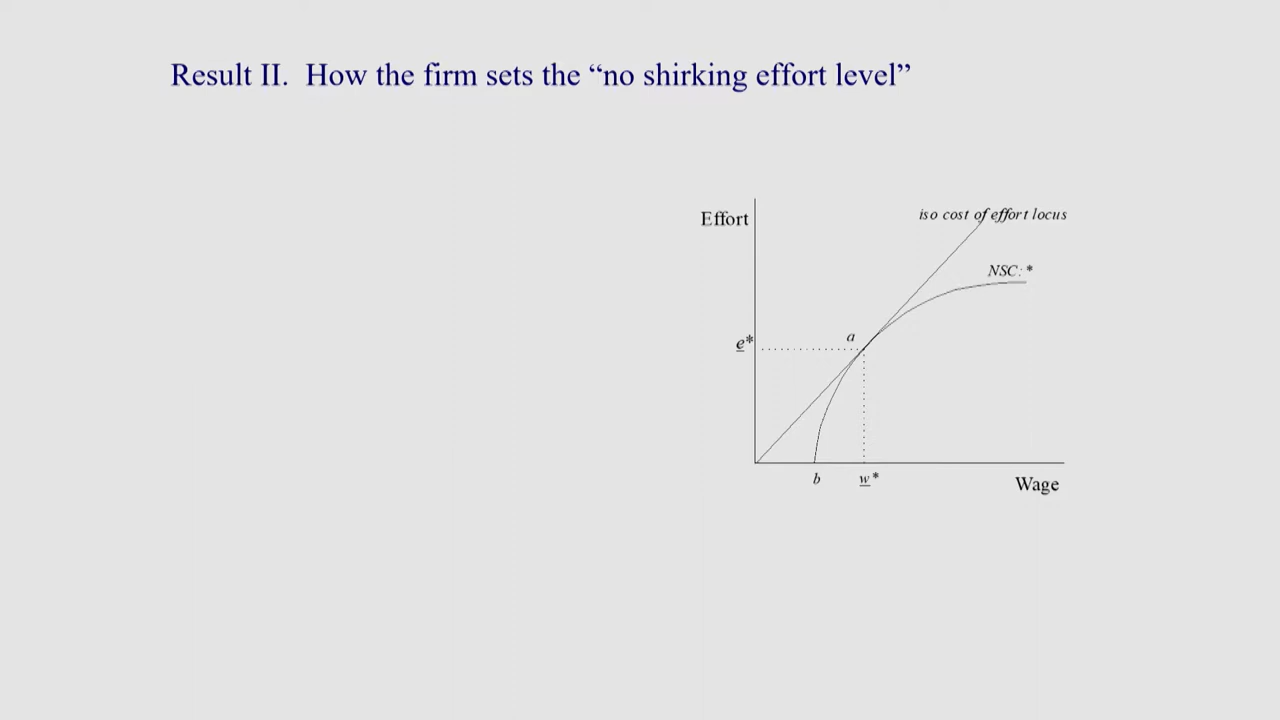 Result II. How the firm sets the “no shirking effort level”
Effort
iso cost of effort locus
NSC: *
a
e*
b
w*
Wage